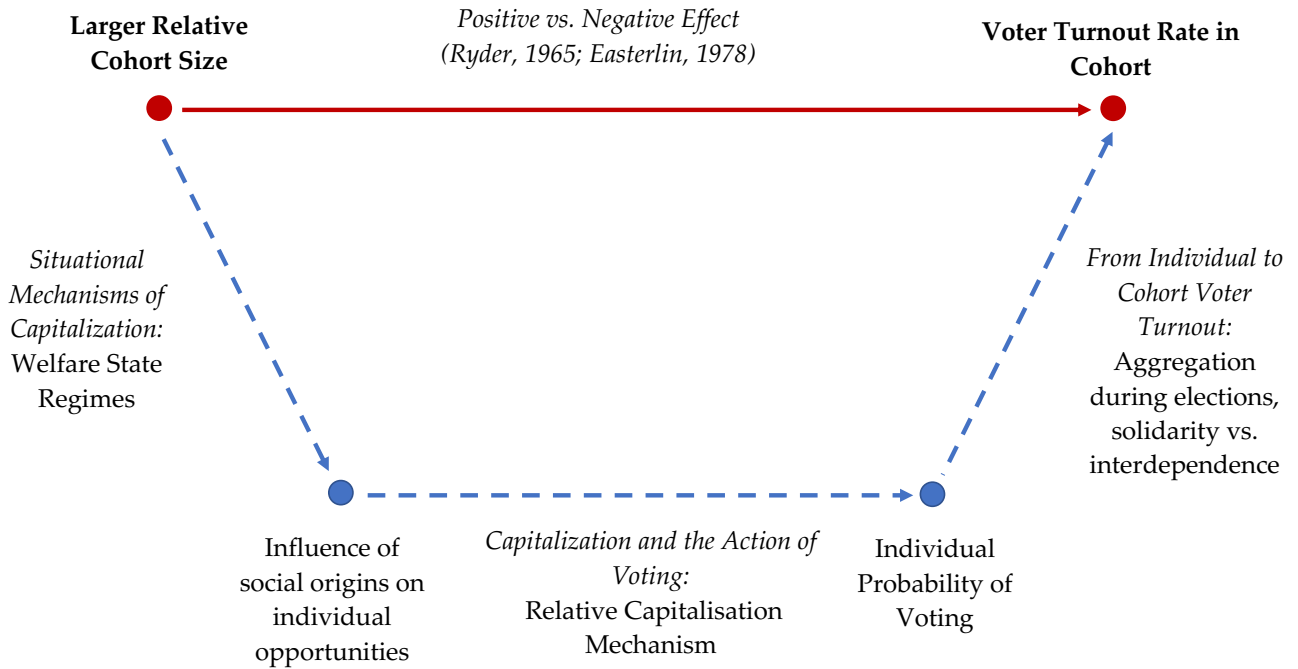 Larger Relative
Cohort Size
Positive vs. Negative Effect
(Ryder, 1965; Easterlin, 1978)
Voter Turnout Rate in
Cohort
Situational
Mechanisms of
Capitalization:
Welfare State
Regimes
From Individual to
Cohort Voter
Turnout:
Aggregation
during elections,
solidarity vs.
interdependence
Influence of
social origins on
individual
opportunities
Capitalization and the Action of
Voting:
Relative Capitalisation
Mechanism
Individual
Probability of
Voting